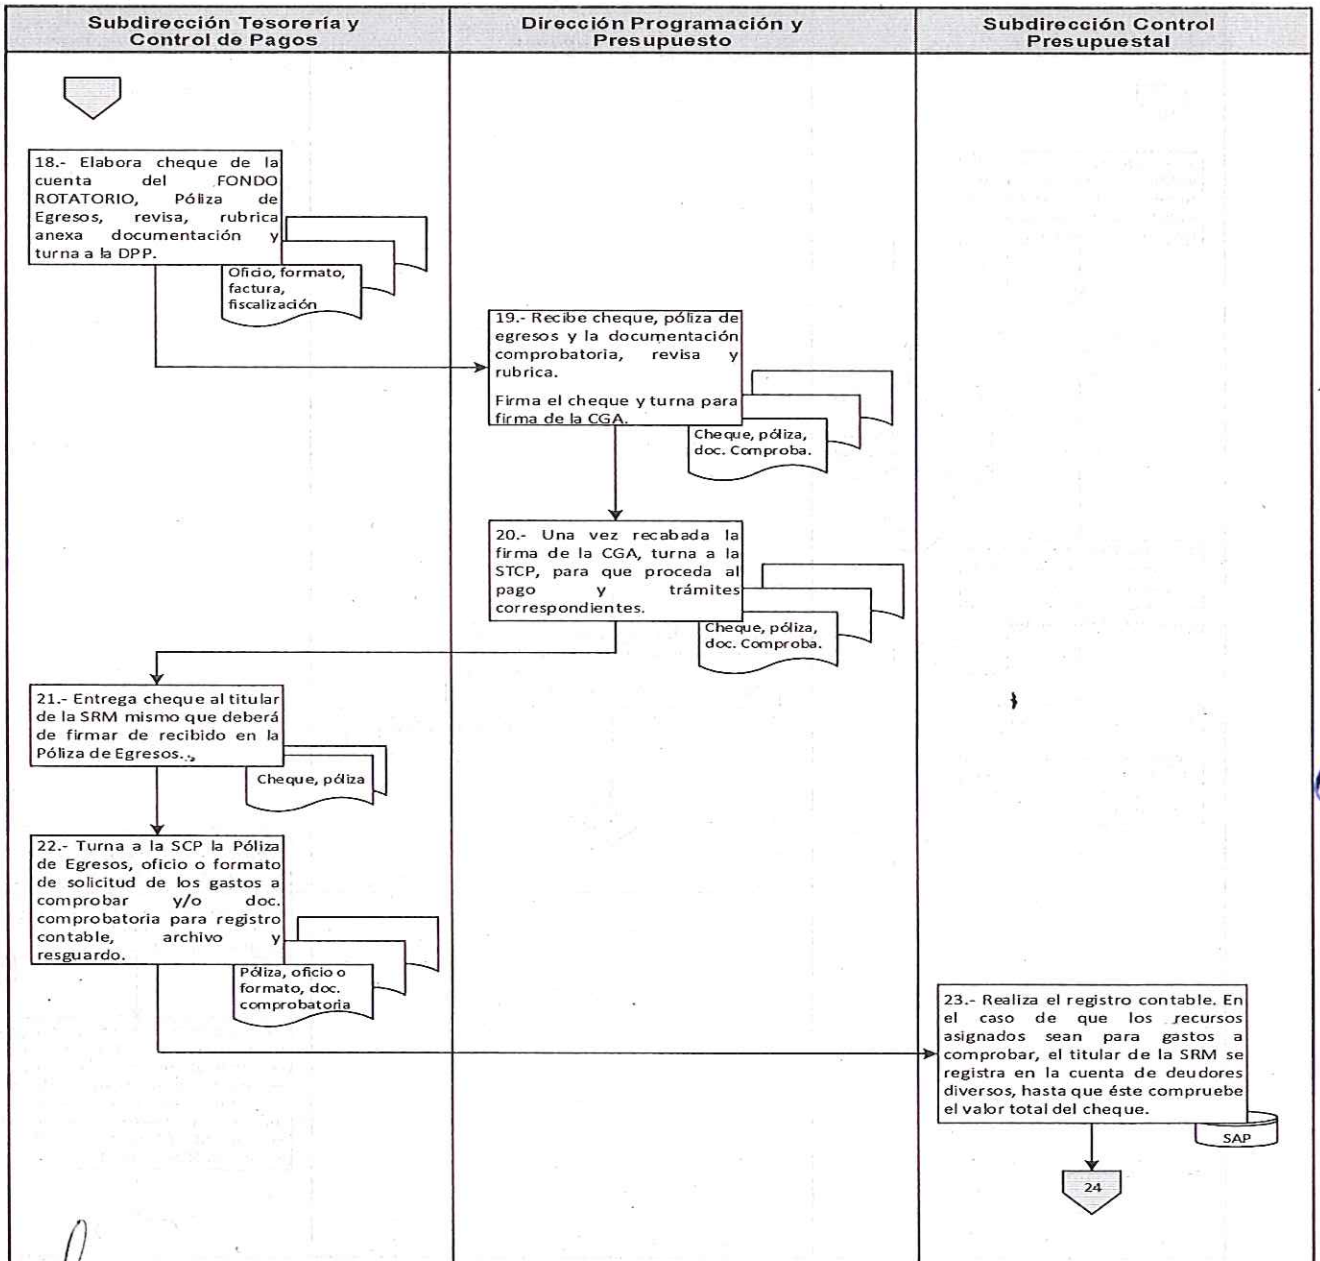 Subdirección Tesorería y
Control de Pagos
Dirección Programación y
Presupuesto
Subdirección Control
Presupuestal
18.- Elabora cheque de la
cuenta del FONDO
ROTATORIO, Póliza de
Egresos, revisa, rubrica
anexa documentación y
turna a la DPP.
Oficio, formato,
factura,
fiscalización
19.- Recibe cheque, póliza de
egresos y la documentación
comprobatoria, revisa y
rubrica.
Firma el cheque y turna para
firma de la CGA.
Cheque, póliza,
doc. Comproba.
20.- Una vez recabada la
firma de la CGA, turna a la
STCP, para que proceda al
pago y trámites
correspondientes.
Cheque, póliza,
doc. Comproba.
21.- Entrega cheque al titular
de la SRM mismo que deberá
de firmar de recibido en la
Póliza de Egresos.
Cheque, póliza
22.- Turna a la SCP la Póliza
de Egresos, oficio o formato
de solicitud de los gastos a
comprobar y/o doc.
comprobatoria para registro
contable, archivo y
resguardo.
Póliza, oficio o
formato, doc.
comprobatoria
23.- Realiza el registro contable. En
el caso de que los recursos
asignados sean para gastos a
comprobar, el titular de la SRM se
registra en la cuenta de deudores
diversos, hasta que éste compruebe
el valor total del cheque.
SAP
24